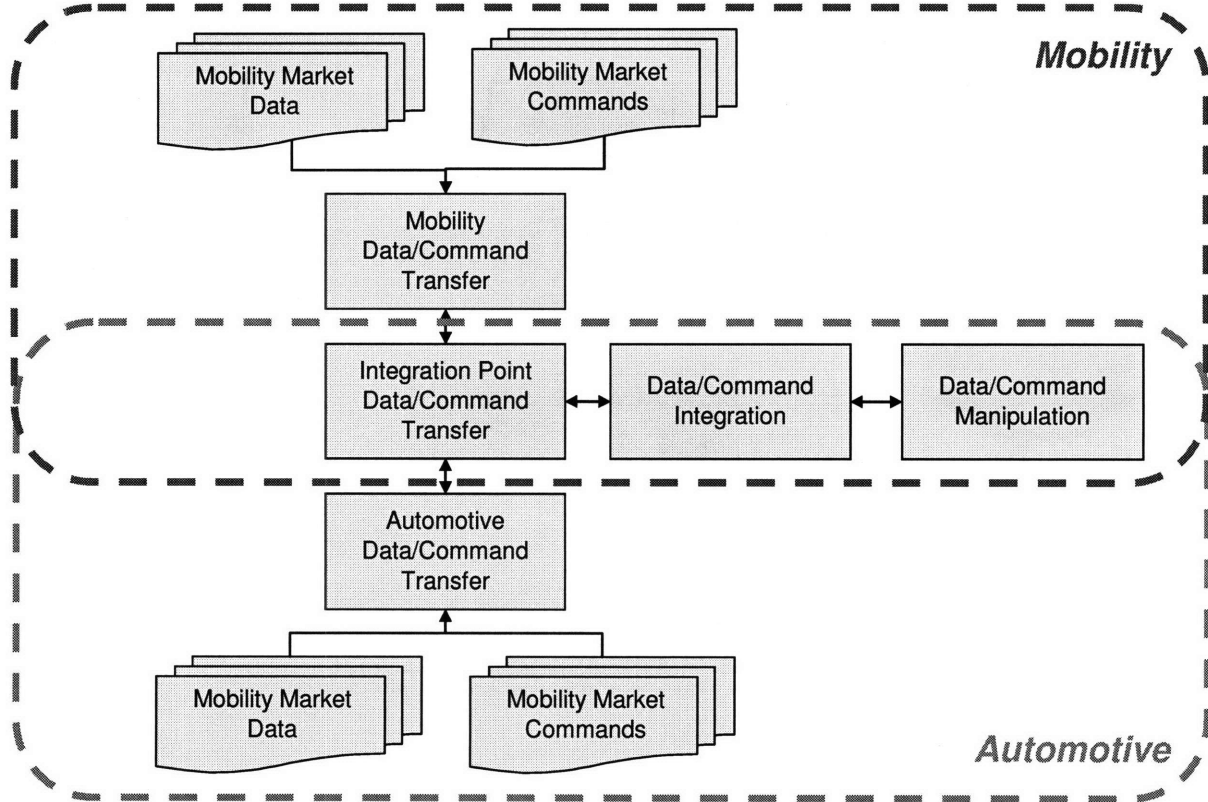 Mobility
Mobility Market
Data
Mobility Market
Commands
Mobility
Data/Command
Transfer
Integration Point
Data/Command
Transfer
Data/Command
Integration
Data/Command
Manipulation
Automotive
Data/Command
Transfer
Mobility Market
Data
Mobility Market
Commands
Automotive